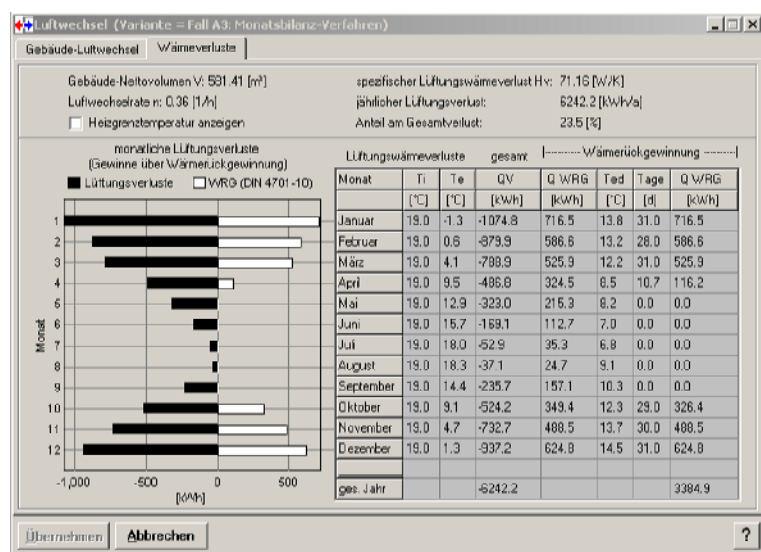 Luftwechsel (Variante = Fall A3: Monatsbilanz-Verfahren)
Gebäude-Luftwechsel Wärmeverluste
Gebäude-Nettovolumen V: 581.41 [m³]
Luftwechselrate n: 0.36 [1/h]
Heizgrenztemperatur anzeigen
spezifischer Lüftungswärmeverlust Hv: 71.16 [W/K]
jährlicher Lüftungsverlust: 6242.2 [kWh/a]
Anteil am Gesamtverlust: 23.5 [%]
monatliche Lüftungsverluste
(Gewinne über Wärmerückgewinnung)
Lüftungsverluste WRG (DIN 4701-10)
1
2
3
4
5
6
7
8
9
10
11
12
Monat
-1,000 -500 0 500
[kWh]
Lüftungswärmeverluste gesamt |--------- Wärmerückgewinnung ---------|
Monat Ti Te QV Q WRG Ted Tage Q WRG
[°C] [°C] [kWh] [kWh] [°C] [d] [kWh]
Januar 19.0 -1.3 -1074.8 716.5 13.8 31.0 716.5
Februar 19.0 0.6 -879.9 586.6 13.2 28.0 586.6
März 19.0 4.1 -788.9 525.9 12.2 31.0 525.9
April 19.0 9.5 -486.8 324.5 8.5 10.7 116.2
Mai 19.0 12.9 -323.0 215.3 8.2 0.0 0.0
Juni 19.0 15.7 -169.1 112.7 7.0 0.0 0.0
Juli 19.0 18.0 -52.9 35.3 6.8 0.0 0.0
August 19.0 18.3 -37.1 24.7 9.1 0.0 0.0
September 19.0 14.4 -235.7 157.1 10.3 0.0 0.0
Oktober 19.0 9.1 -524.2 349.4 12.3 29.0 326.4
November 19.0 4.7 -732.7 488.5 13.7 30.0 488.5
Dezember 19.0 1.3 -937.2 624.8 14.5 31.0 624.8
ges. Jahr -6242.2 3384.9
Übernehmen Abbrechen ?